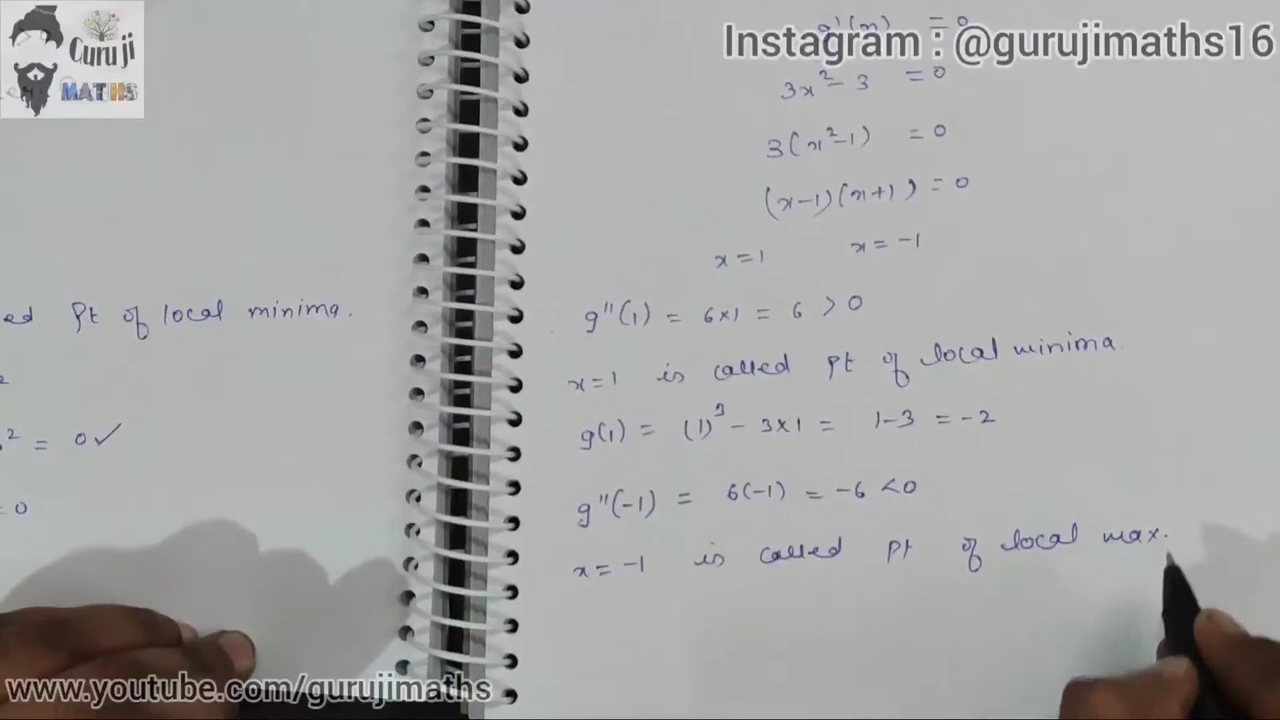 Guruji
MATHS
Instagram : @gurujimaths16
ed Pt of local minima.
2 = 0✓
= 0
g'(x) = 0
3x² - 3 = 0
3(x²-1) = 0
(x-1)(x+1) = 0
x = 1 x = -1
g"(1) = 6×1 = 6 > 0
x=1 is called Pt of local minima.
g(1) = (1)³ - 3×1 = 1-3 = -2
g"(-1) = 6(-1) = -6 <0
x = -1 is called Pt of local max.
www.youtube.com/gurujimaths